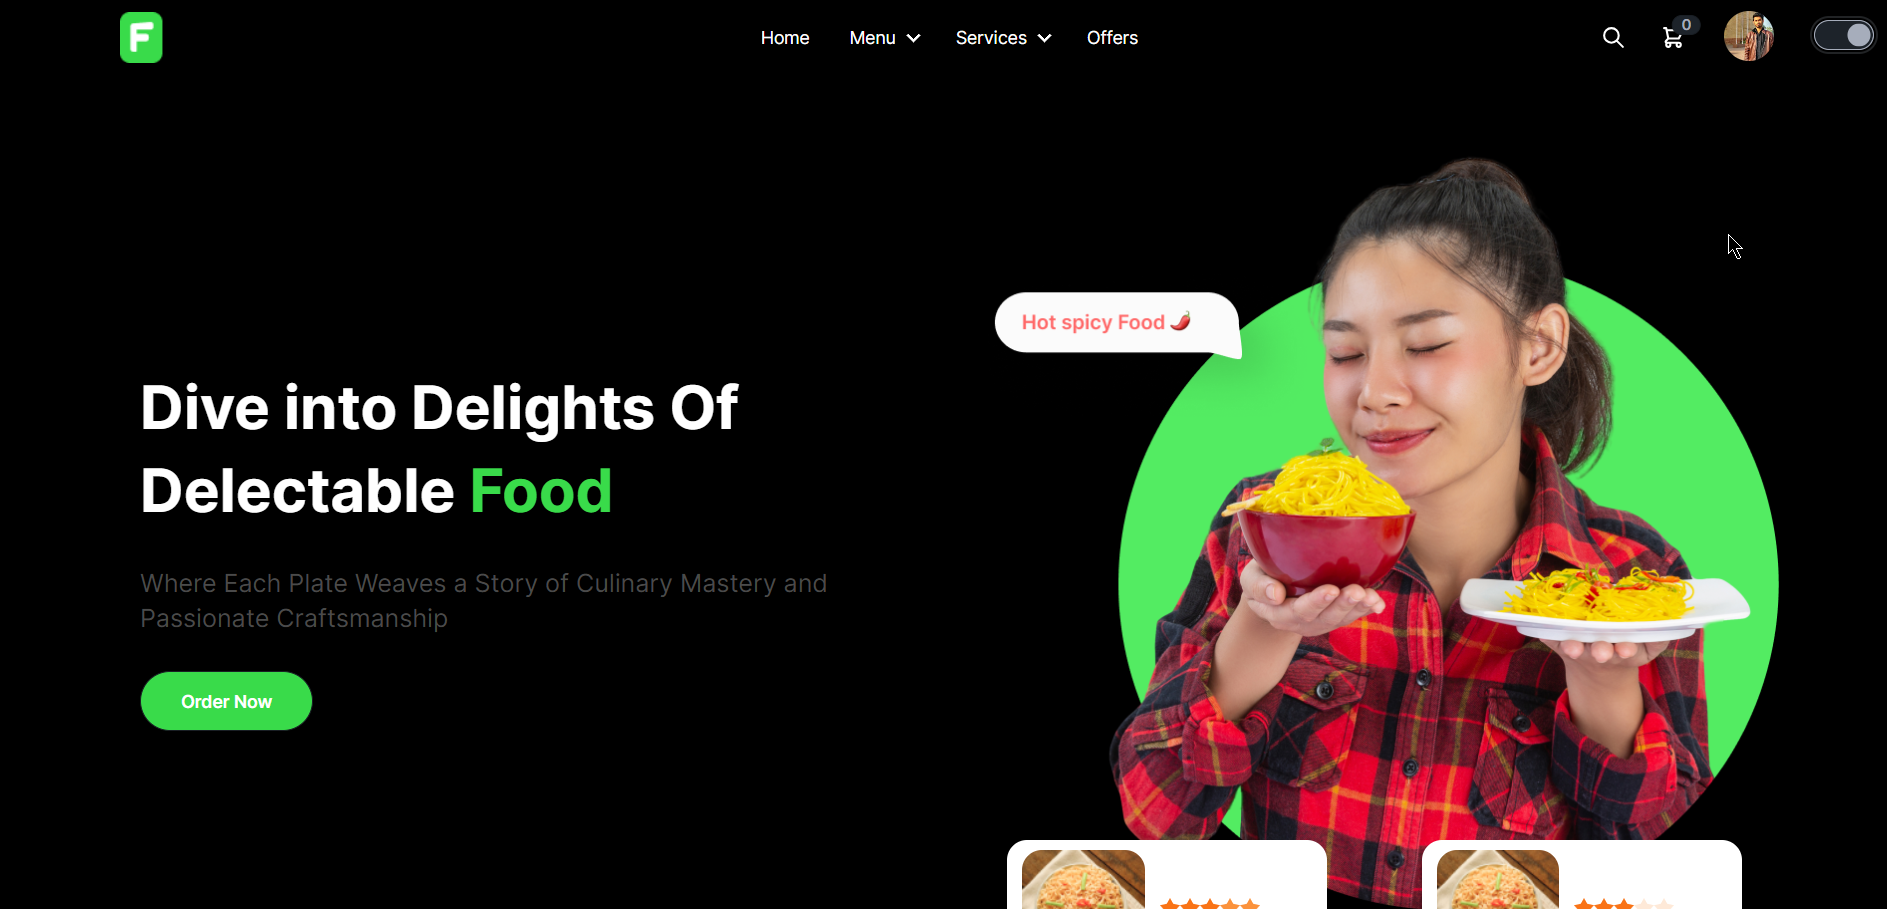 F
Home
Menu
Services
Offers
0
Hot spicy Food
Dive into Delights Of
Delectable Food
Where Each Plate Weaves a Story of Culinary Mastery and
Passionate Craftsmanship
Order Now